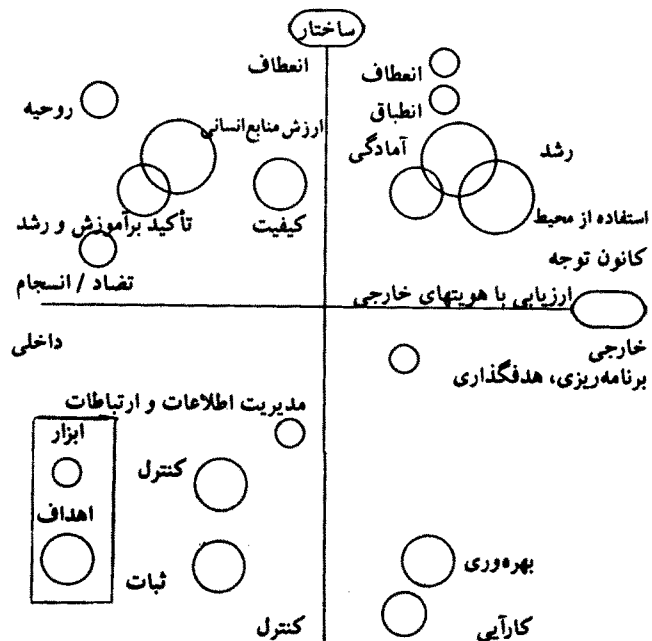 ساختار
انعطاف
انعطاف
انطباق
روحیه
ارزش منابع انسانی
آمادگی
رشد
تأکید برآموزش و رشد
کیفیت
استفاده از محیط
کانون توجه
تضاد / انسجام
ارزیابی با هویتهای خارجی
داخلی
خارجی
برنامه‌ریزی، هدفگذاری
مدیریت اطلاعات و ارتباطات
ابزار
کنترل
اهداف
ثبات
بهره‌وری
کنترل
کارآیی